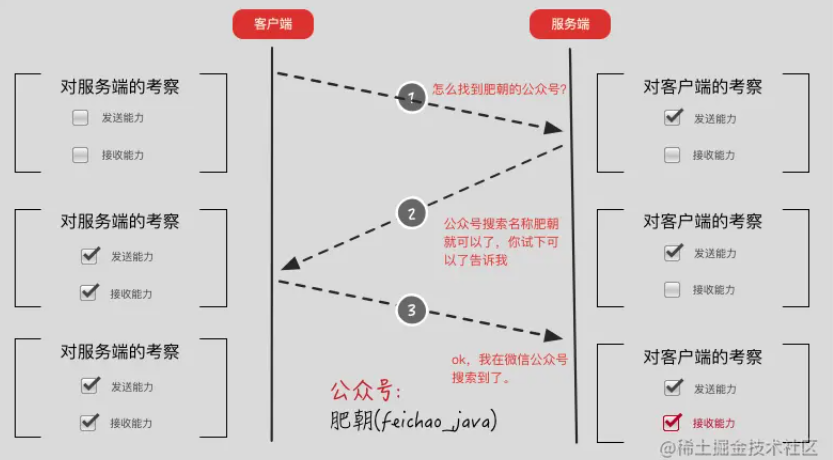 客户端
服务端
对服务端的考察
发送能力
接收能力
1
怎么找到肥朝的公众号?
对客户端的考察
发送能力
接收能力
对服务端的考察
发送能力
接收能力
2
公众号搜索名称肥朝
就可以了，你试下可
以了告诉我
对客户端的考察
发送能力
接收能力
3
对服务端的考察
发送能力
接收能力
ok，我在微信公众号
搜索到了。
对客户端的考察
发送能力
接收能力
公众号:
肥朝(feichao_java)
@稀土掘金技术社区